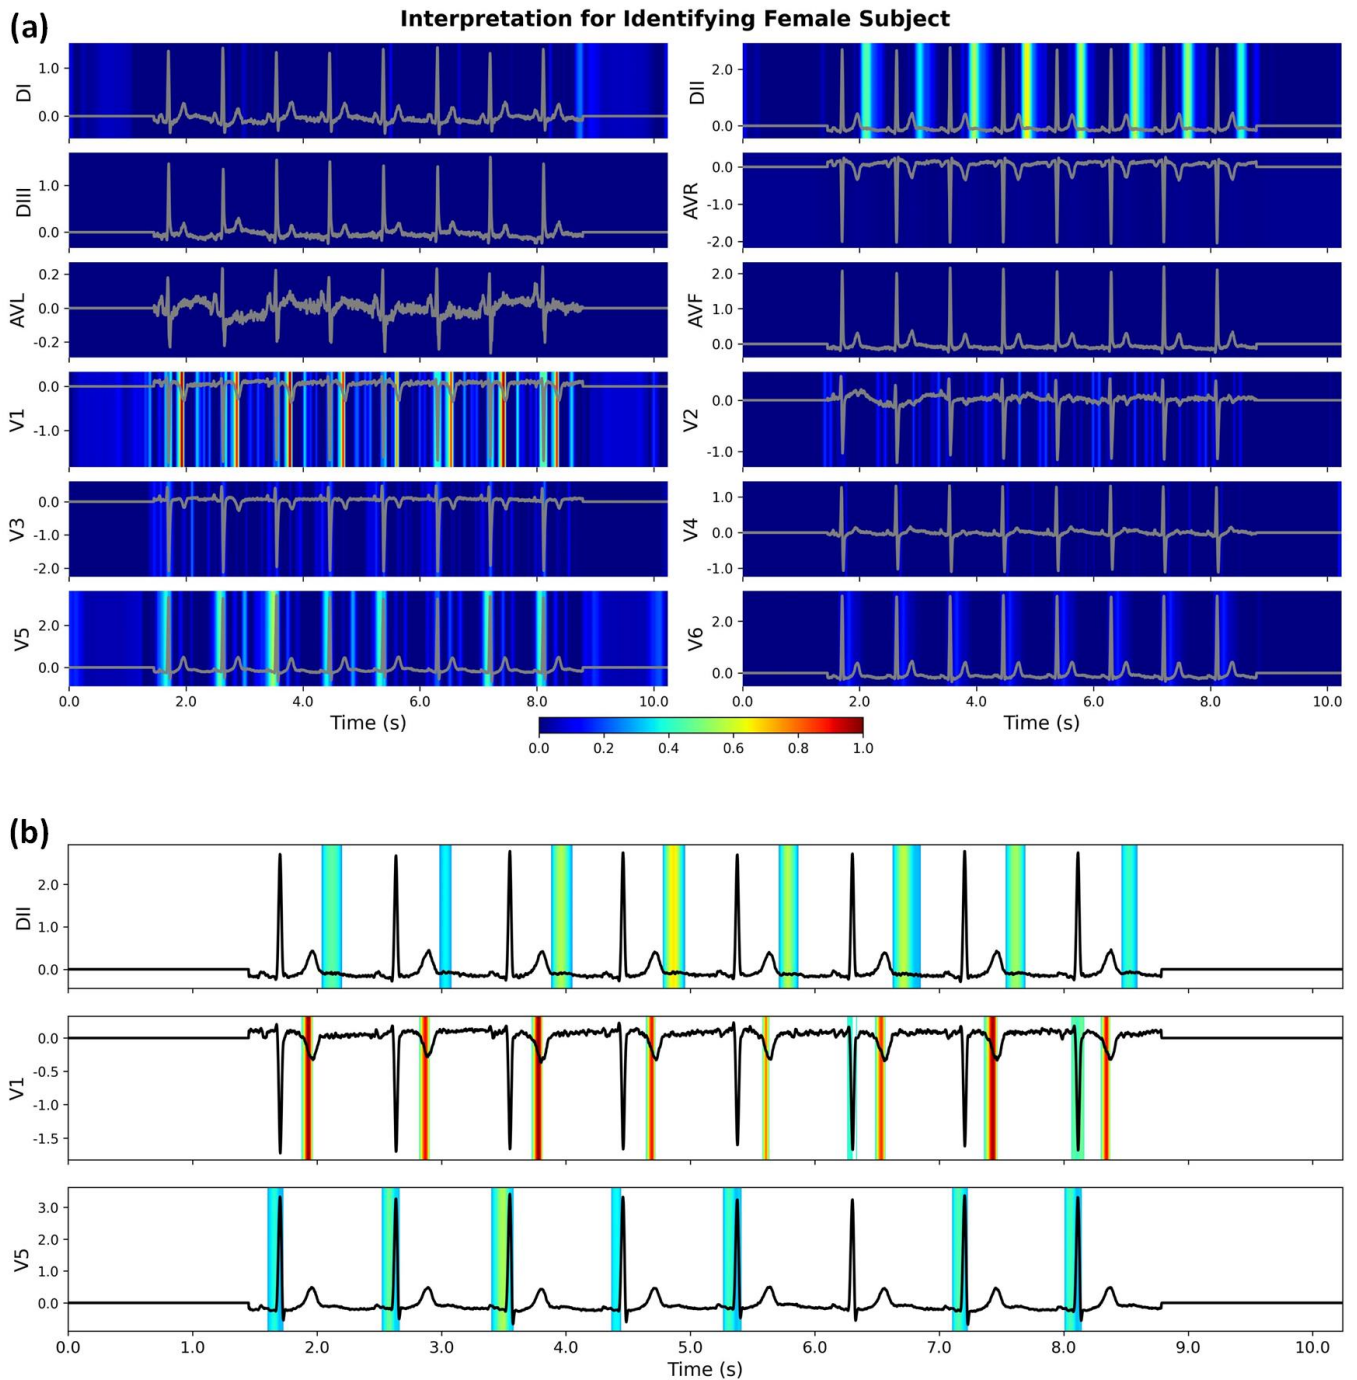 (a)
Interpretation for Identifying Female Subject
DI
1.0
0.0
DII
2.0
0.0
DIII
1.0
0.0
AVR
0.0
-1.0
-2.0
AVL
0.2
0.0
-0.2
AVF
2.0
1.0
0.0
V1
0.0
-1.0
V2
0.0
-1.0
V3
0.0
-1.0
-2.0
V4
1.0
0.0
-1.0
V5
2.0
0.0
V6
2.0
0.0
0.0 2.0 4.0 6.0 8.0 10.0
Time (s)
0.0 2.0 4.0 6.0 8.0 10.0
Time (s)
0.0 0.2 0.4 0.6 0.8 1.0
(b)
DII
2.0
1.0
0.0
V1
0.0
-0.5
-1.0
-1.5
V5
3.0
2.0
1.0
0.0
0.0 1.0 2.0 3.0 4.0 5.0 6.0 7.0 8.0 9.0 10.0
Time (s)